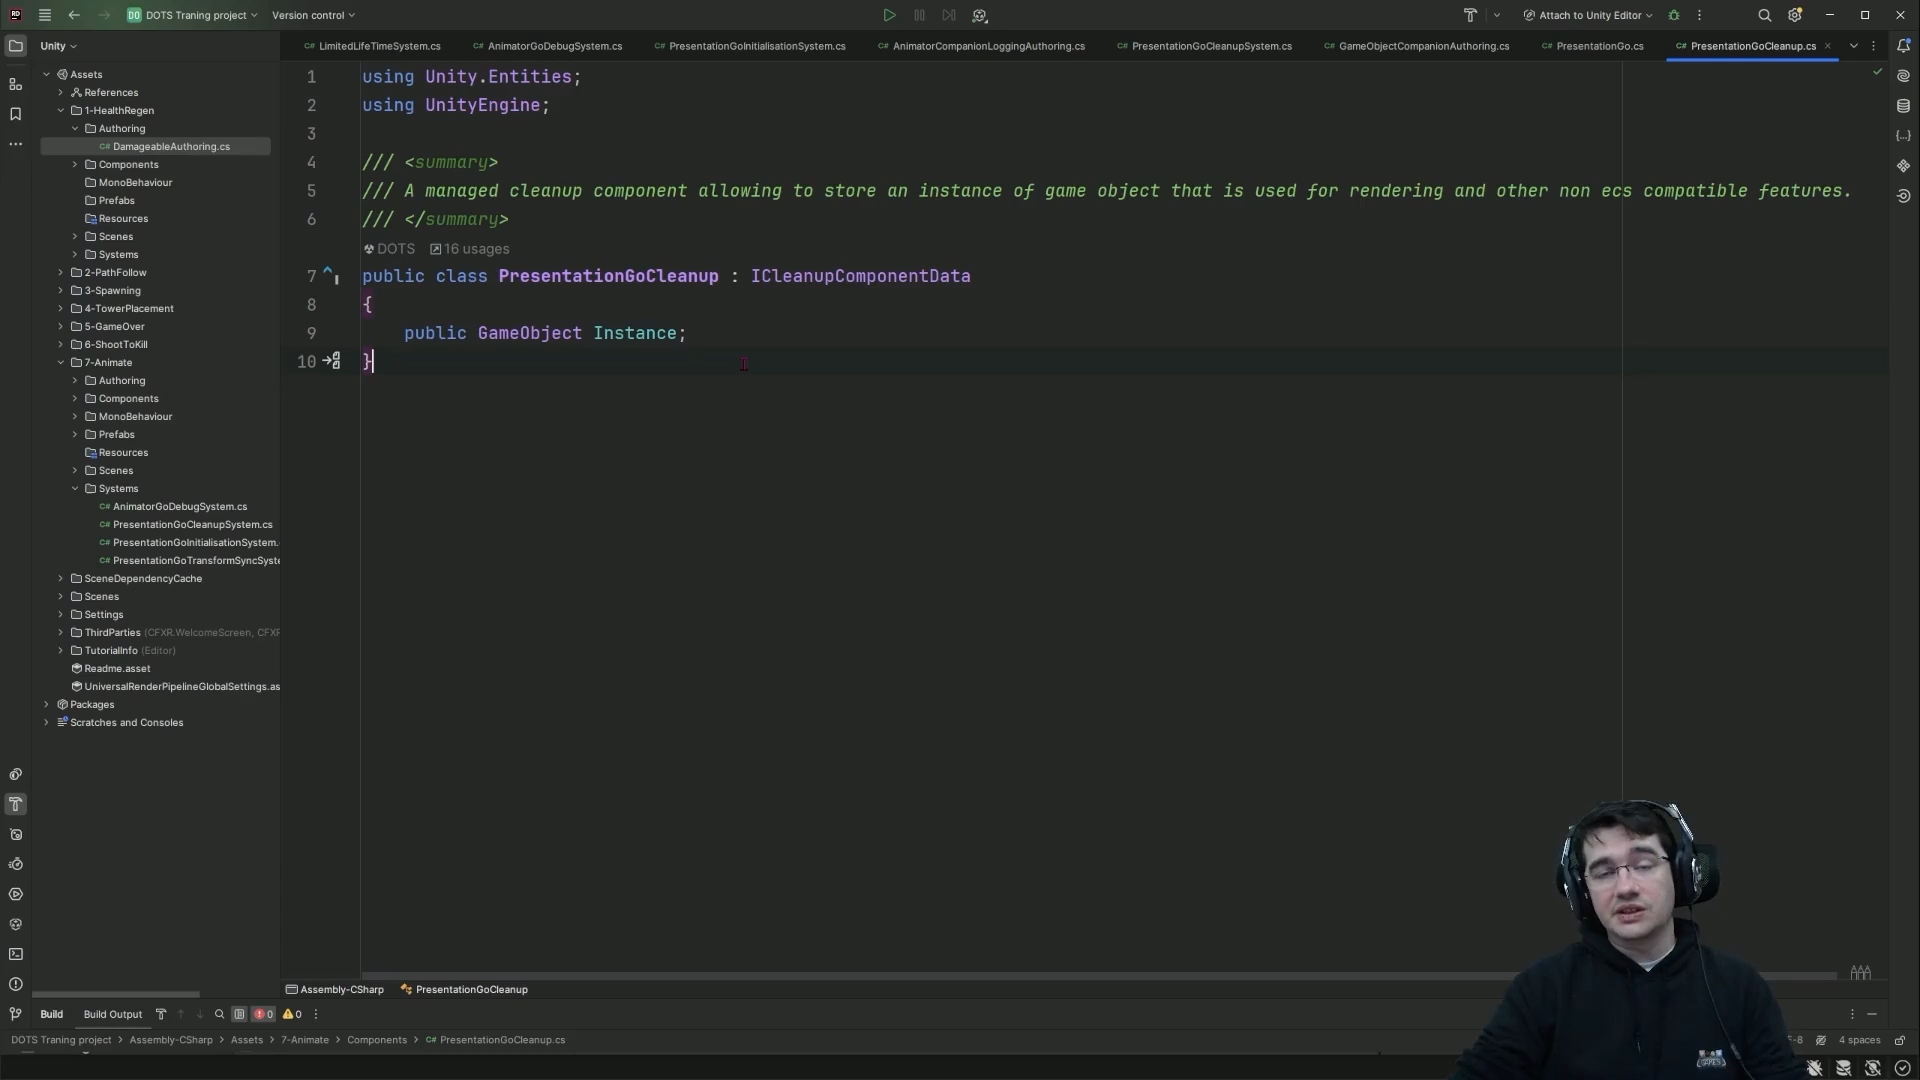 DO DOTS Traning project
Version control
Attach to Unity Editor
Unity
LimitedLifeTimeSystem.cs
AnimatorGoDebugSystem.cs
PresentationGoInitialisationSystem.cs
AnimatorCompanionLoggingAuthoring.cs
PresentationGoCleanupSystem.cs
GameObjectCompanionAuthoring.cs
PresentationGo.cs
PresentationGoCleanup.cs
Assets
References
1-HealthRegen
Authoring
DamageableAuthoring.cs
Components
MonoBehaviour
Prefabs
Resources
Scenes
Systems
2-PathFollow
3-Spawning
4-TowerPlacement
5-GameOver
6-ShootToKill
7-Animate
Authoring
Components
MonoBehaviour
Prefabs
Resources
Scenes
Systems
AnimatorGoDebugSystem.cs
PresentationGoCleanupSystem.cs
PresentationGoInitialisationSystem.
PresentationGoTransformSyncSyste
SceneDependencyCache
Scenes
Settings
ThirdParties (CFXR.WelcomeScreen, CFXR
TutorialInfo (Editor)
Readme.asset
UniversalRenderPipelineGlobalSettings.as
Packages
Scratches and Consoles
1 using Unity.Entities;
2 using UnityEngine;
3
4 /// <summary>
5 /// A managed cleanup component allowing to store an instance of game object that is used for rendering and other non ecs compatible features.
6 /// </summary>
DOTS 16 usages
7 public class PresentationGoCleanup : ICleanupComponentData
8 {
9 public GameObject Instance;
10 }
Assembly-CSharp PresentationGoCleanup
Build Build Output 0 0
DOTS Traning project > Assembly-CSharp > Assets > 7-Animate > Components > PresentationGoCleanup.cs
4 spaces